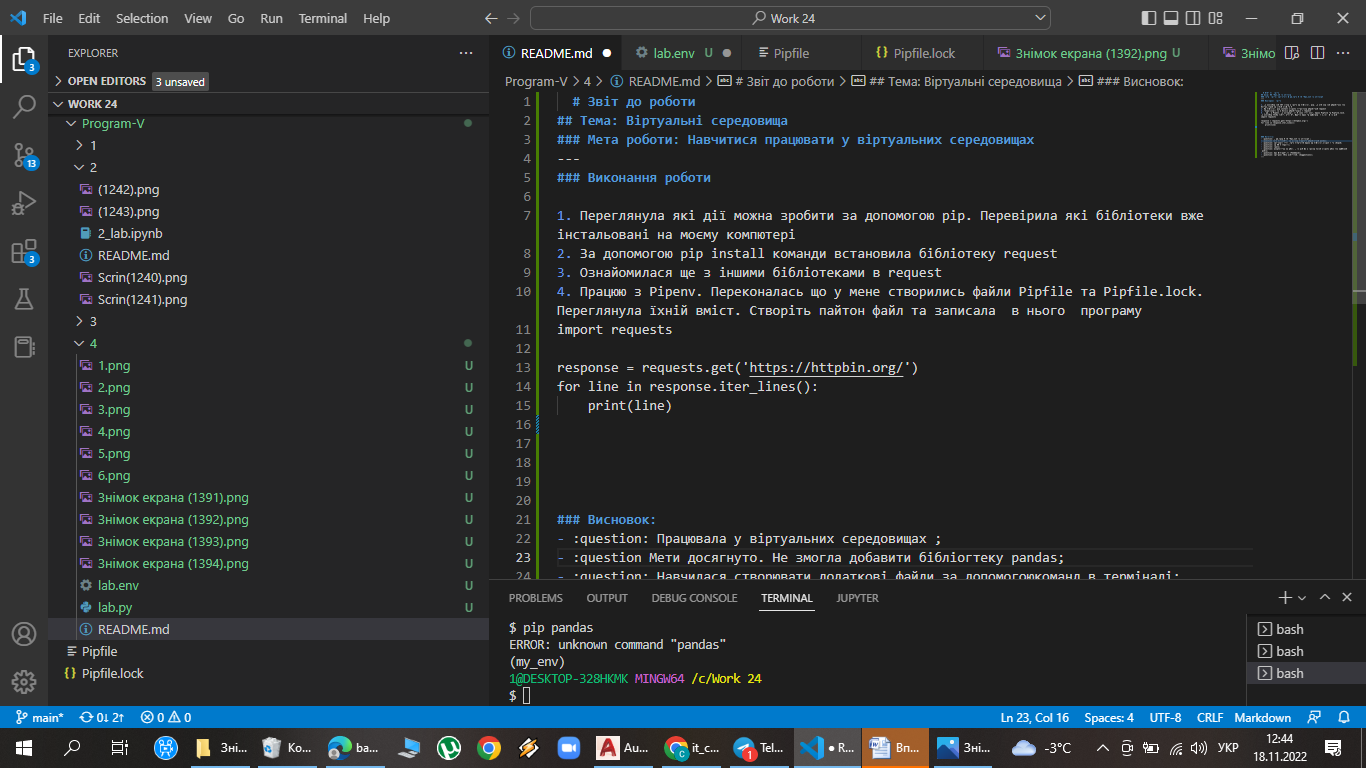 File Edit Selection View Go Run Terminal Help
Work 24
EXPLORER
OPEN EDITORS 3 unsaved
WORK 24
Program-V
1
2
(1242).png
(1243).png
2_lab.ipynb
README.md
Scrin(1240).png
Scrin(1241).png
3
4
1.png U
2.png U
3.png U
4.png U
5.png U
6.png U
Знімок екрана (1391).png U
Знімок екрана (1392).png U
Знімок екрана (1393).png U
Знімок екрана (1394).png U
lab.env U
lab.py U
README.md
Pipfile
Pipfile.lock
3
13
3
README.md lab.env U Pipfile Pipfile.lock Знімок екрана (1392).png U Знімо
Program-V > 4 > README.md > # Звіт до роботи > ## Тема: Віртуальні середовища > ### Висновок:
1 # Звіт до роботи
2 ## Тема: Віртуальні середовища
3 ### Мета роботи: Навчитися працювати у віртуальних середовищах
4 ---
5 ### Виконання роботи
6
7 1. Переглянула які дії можна зробити за допомогою pip. Перевірила які бібліотеки вже
інстальовані на моєму компютері
8 2. За допомогою pip install команди встановила бібліотеку request
9 3. Ознайомилася ще з іншими бібліотеками в request
10 4. Працюю з Pipenv. Переконалась що у мене створились файли Pipfile та Pipfile.lock.
Переглянула їхній вміст. Створіть пайтон файл та записала в нього програму
11 import requests
12
13 response = requests.get('https://httpbin.org/')
14 for line in response.iter_lines():
15 print(line)
16
17
18
19
20
21 ### Висновок:
22 - :question: Працювала у віртуальних середовищах ;
23 - :question Мети досягнуто. Не змогла добавити бібліогтеку pandas;
24 - :question: Навчилася створювати додаткові файли за допомогоюкоманд в терміналі;
PROBLEMS OUTPUT DEBUG CONSOLE TERMINAL JUPYTER
$ pip pandas
ERROR: unknown command "pandas"
(my_env)
1@DESKTOP-328HKMK MINGW64 /c/Work 24
$
bash
bash
bash
main* 0↓ 2↑ 0 0 Ln 23, Col 16 Spaces: 4 UTF-8 CRLF Markdown
Зні... Ко... ba... Au... it_c... Tel... 1 ● R... Вп... Зні... -3°C УКР 12:44
18.11.2022